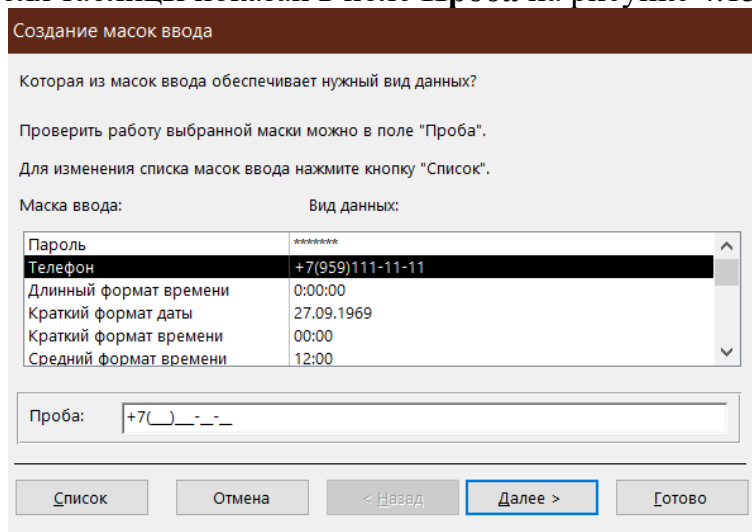 Создание масок ввода
Которая из масок ввода обеспечивает нужный вид данных?
Проверить работу выбранной маски можно в поле "Проба".
Для изменения списка масок ввода нажмите кнопку "Список".
Маска ввода: Вид данных:
Пароль *******
Телефон +7(959)111-11-11
Длинный формат времени 0:00:00
Краткий формат даты 27.09.1969
Краткий формат времени 00:00
Средний формат времени 12:00
Проба: +7(__)__-_-__
Список Отмена < Назад Далее > Готово